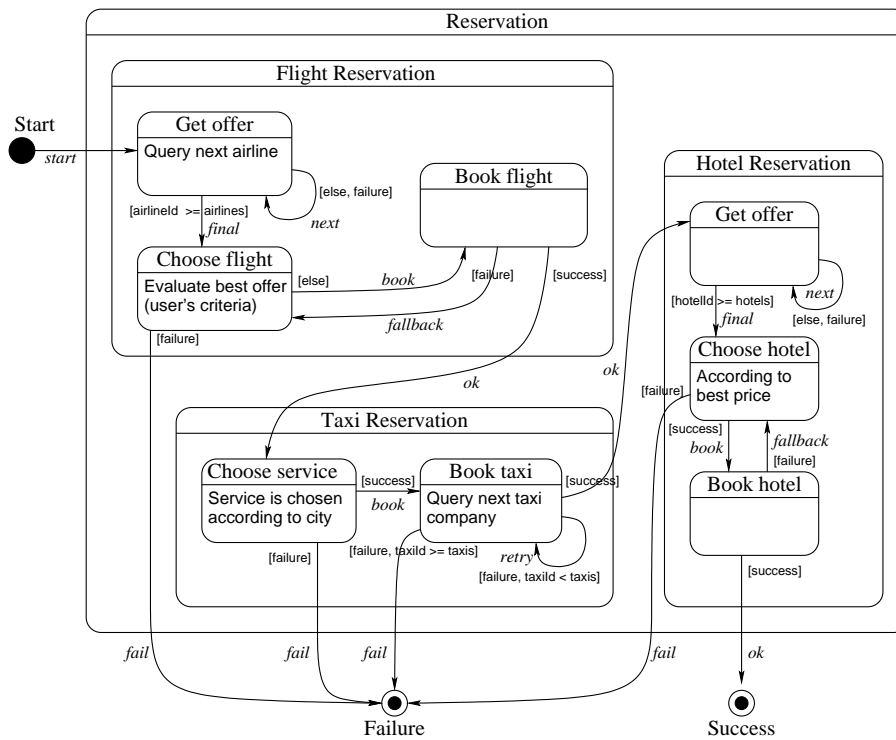 Reservation
Flight Reservation
Start
start
Get offer
Query next airline
[else, failure]
next
[airlineId >= airlines]
final
Choose flight
Evaluate best offer
(user's criteria)
[else]
book
Book flight
[failure]
[success]
fallback
[failure]
ok
ok
Taxi Reservation
Choose service
Service is chosen
according to city
[success]
book
[failure]
Book taxi
Query next taxi
company
[success]
[failure, taxiId >= taxis]
retry
[failure, taxiId < taxis]
Hotel Reservation
Get offer
next
[hotelId >= hotels]
final
[else, failure]
Choose hotel
According to
best price
[failure]
[success]
book
fallback
[failure]
Book hotel
[success]
fail
fail
fail
fail
ok
Failure
Success